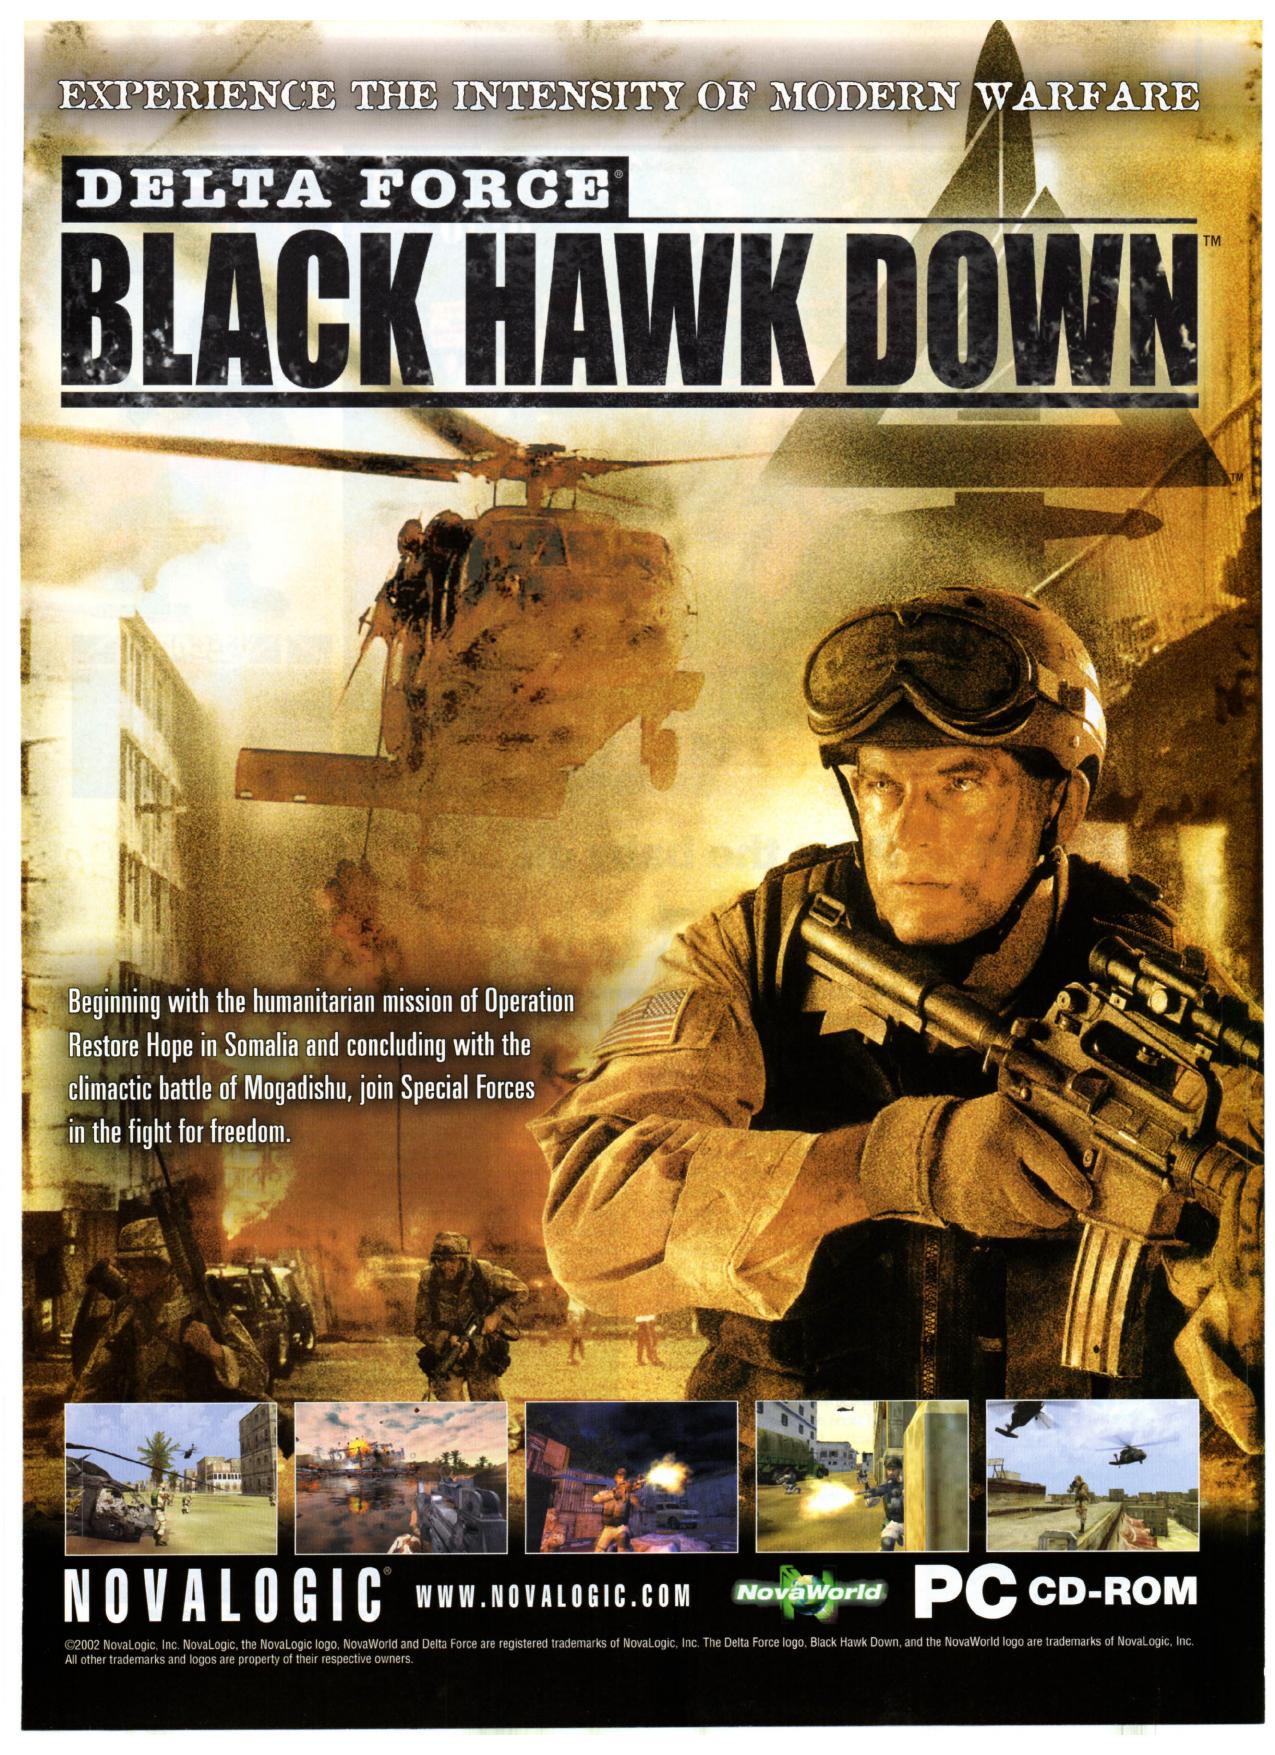 EXPERIENCE THE INTENSITY OF MODERN WARFARE
DELTA FORCE®
BLACK HAWK DOWN™
™
Beginning with the humanitarian mission of Operation
Restore Hope in Somalia and concluding with the
climactic battle of Mogadishu, join Special Forces
in the fight for freedom.
NOVALOGIC® WWW.NOVALOGIC.COM NovaWorld PC CD-ROM
©2002 NovaLogic, Inc. NovaLogic, the NovaLogic logo, NovaWorld and Delta Force are registered trademarks of NovaLogic, Inc. The Delta Force logo, Black Hawk Down, and the NovaWorld logo are trademarks of NovaLogic, Inc.
All other trademarks and logos are property of their respective owners.